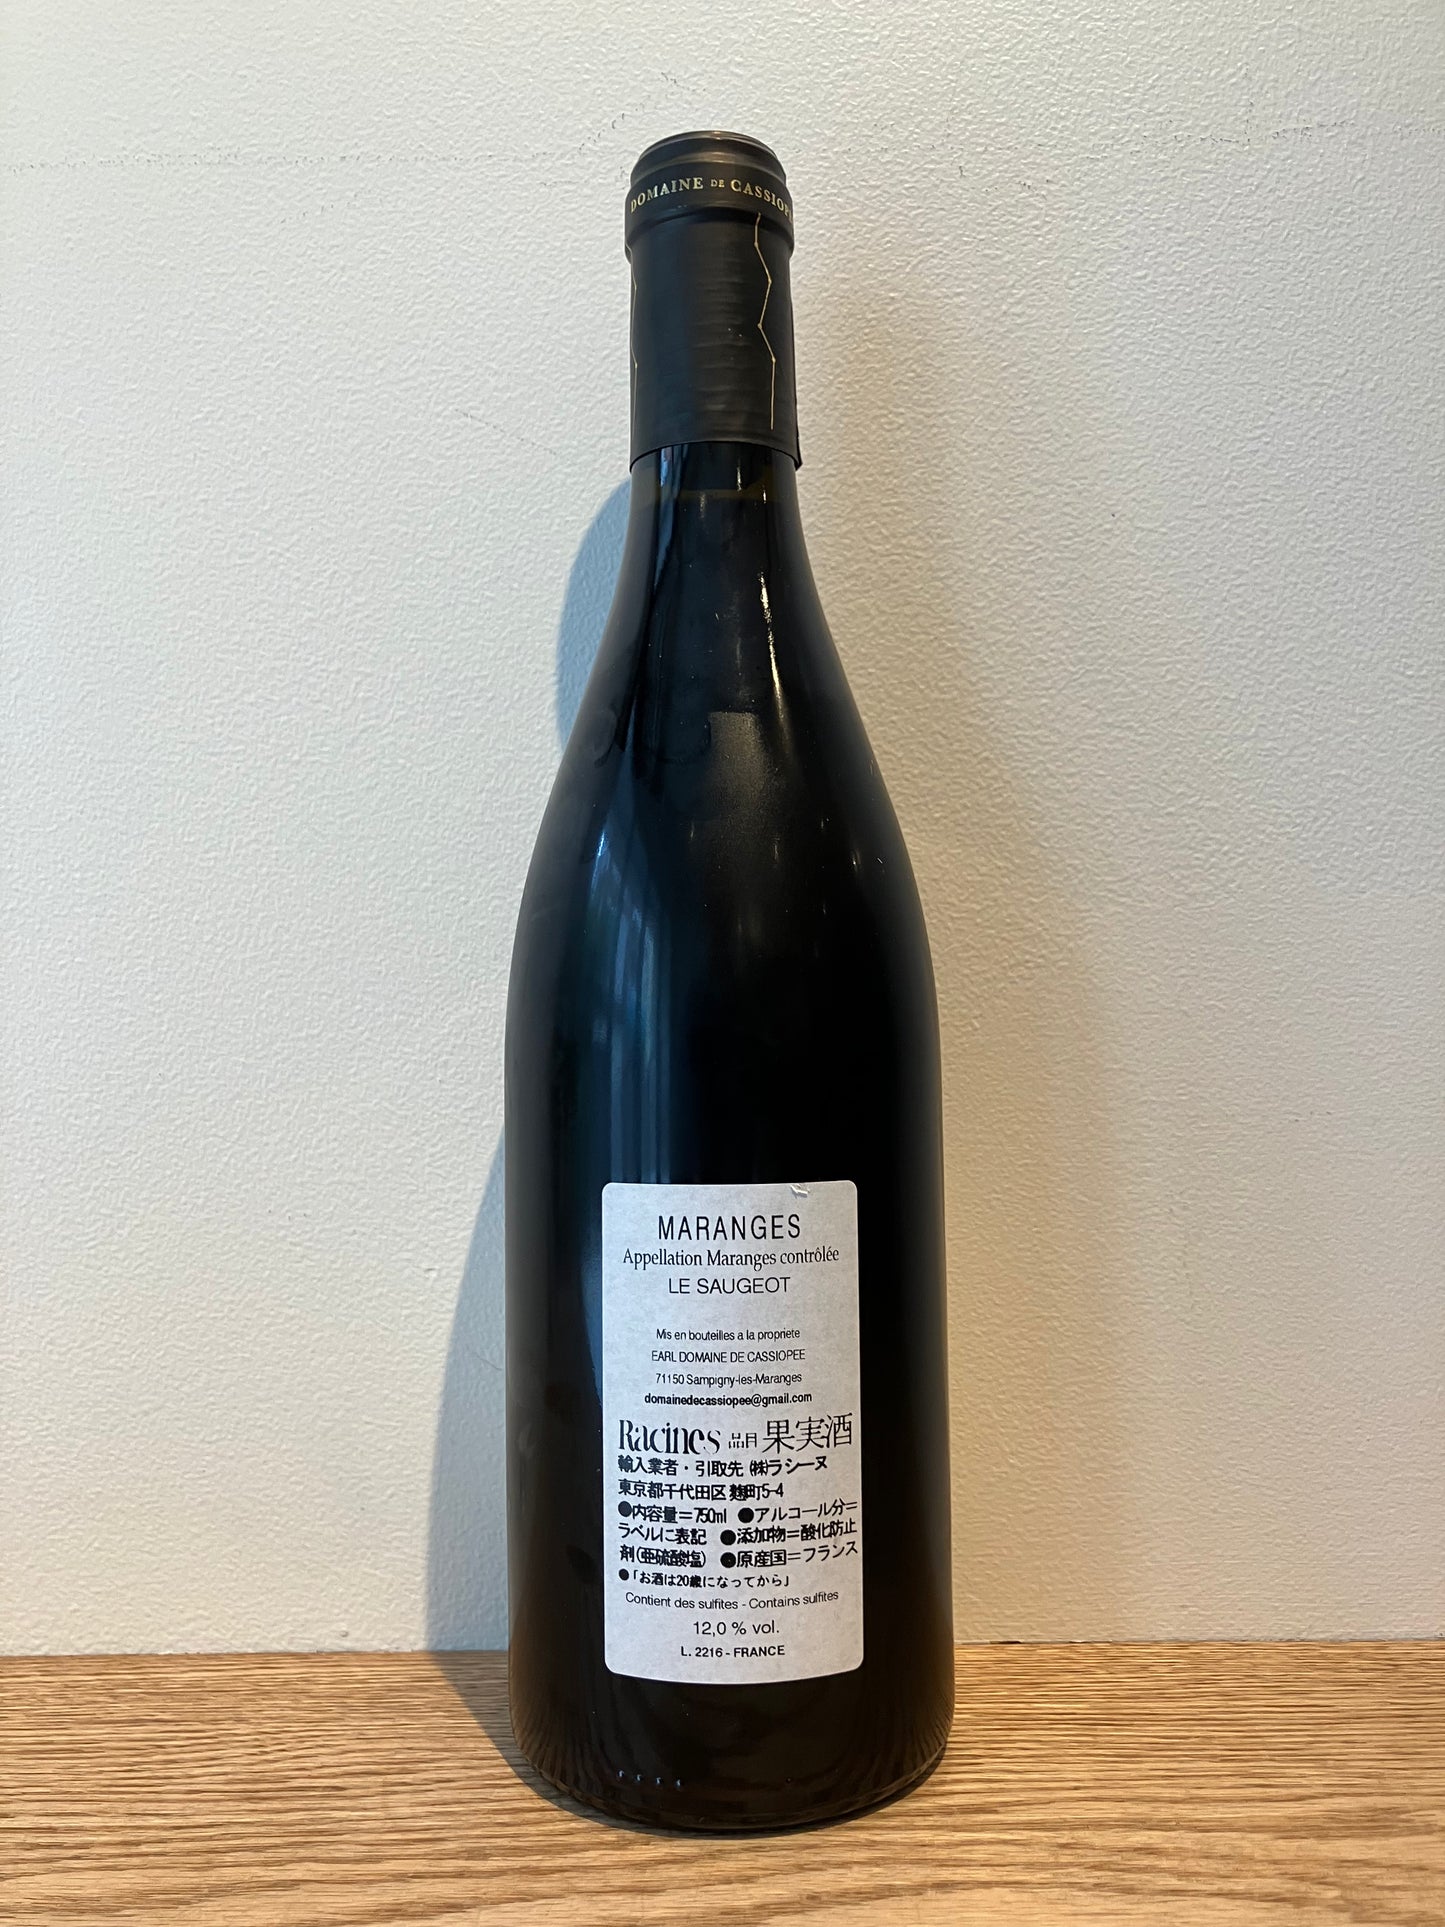 DOMAINE DE CASSIOP
MARANGES
Appellation Maranges contrôlée
LE SAUGEOT
Mis en bouteilles a la propriete
EARL DOMAINE DE CASSIOPEE
71150 Sampigny-les-Maranges
domainedecassiopee@gmail.com
Racines 品目 果実酒
輸入業者・引取先 ㈱ラシーヌ
東京都千代田区麹町5-4
●内容量=750ml ●アルコール分=
ラベルに表記 ●添加物=酸化防止
剤(亜硫酸塩) ●原産国=フランス
●「お酒は20歳になってから」
Contient des sulfites - Contains sulfites
12,0 % vol.
L. 2216 - FRANCE